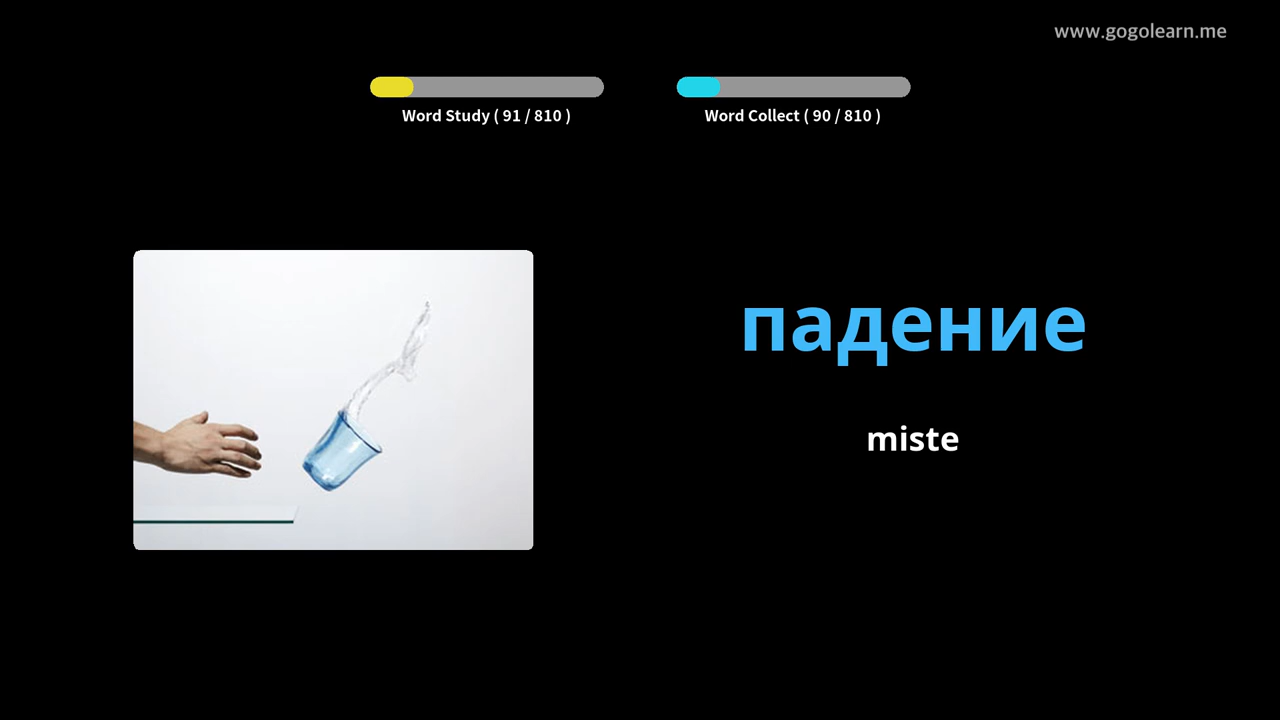 www.gogolearn.me
Word Study ( 91 / 810 )
Word Collect ( 90 / 810 )
падение
miste